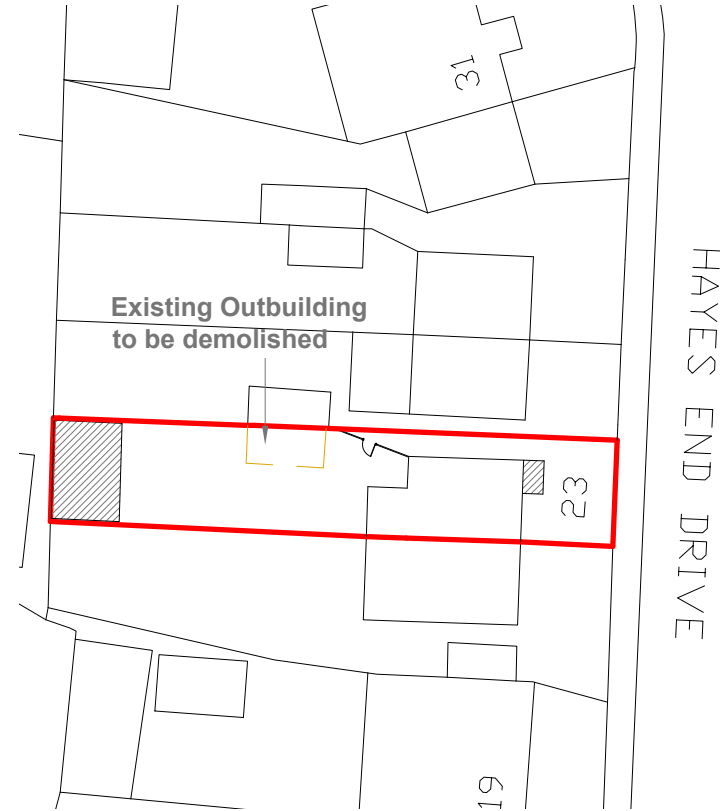 31
HAYES END DRIVE
Existing Outbuilding
to be demolished
23
19